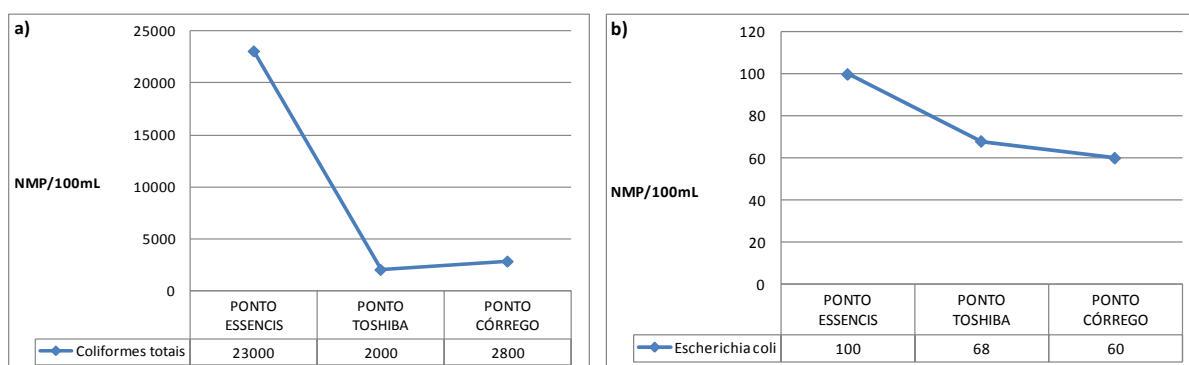 a)
25000
20000
15000
10000
5000
0
NMP/100mL
PONTO ESSENCIS
PONTO TOSHIBA
PONTO CÓRREGO
Coliformes totais 23000 2000 2800
b)
120
100
80
60
40
20
0
NMP/100mL
PONTO ESSENCIS
PONTO TOSHIBA
PONTO CÓRREGO
Escherichia coli 100 68 60